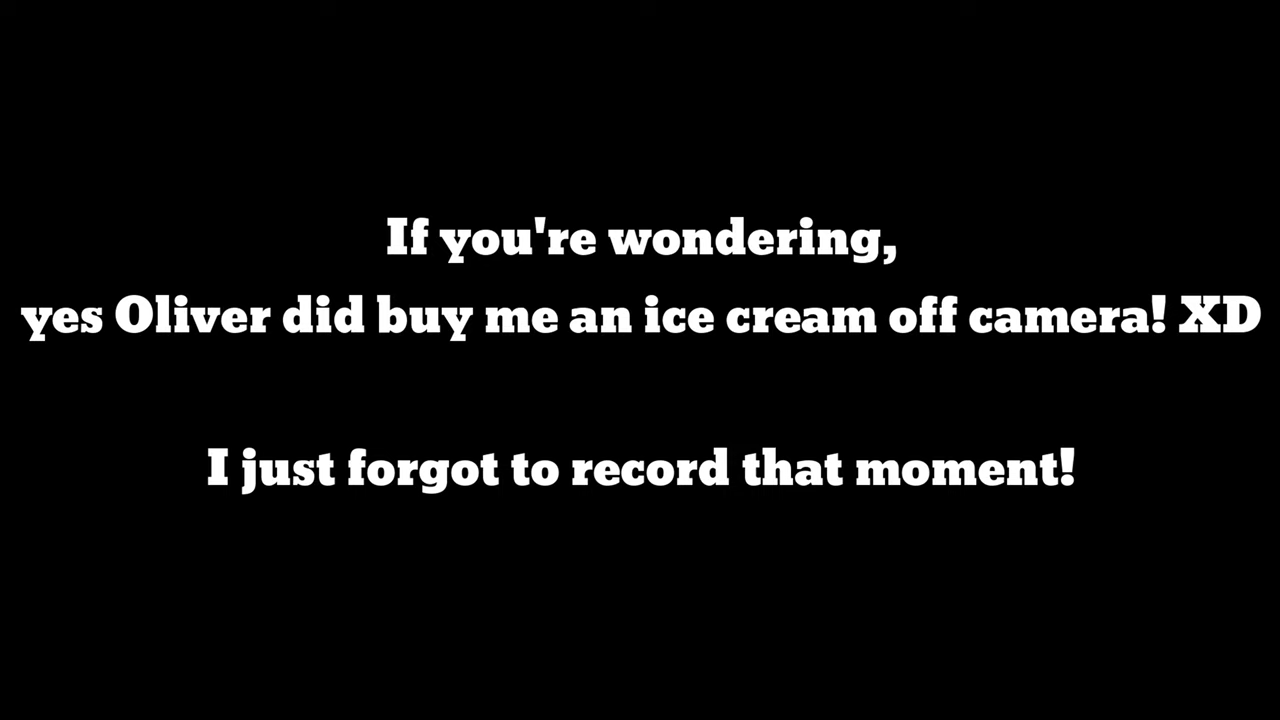 If you're wondering,
yes Oliver did buy me an ice cream off camera! XD
I just forgot to record that moment!